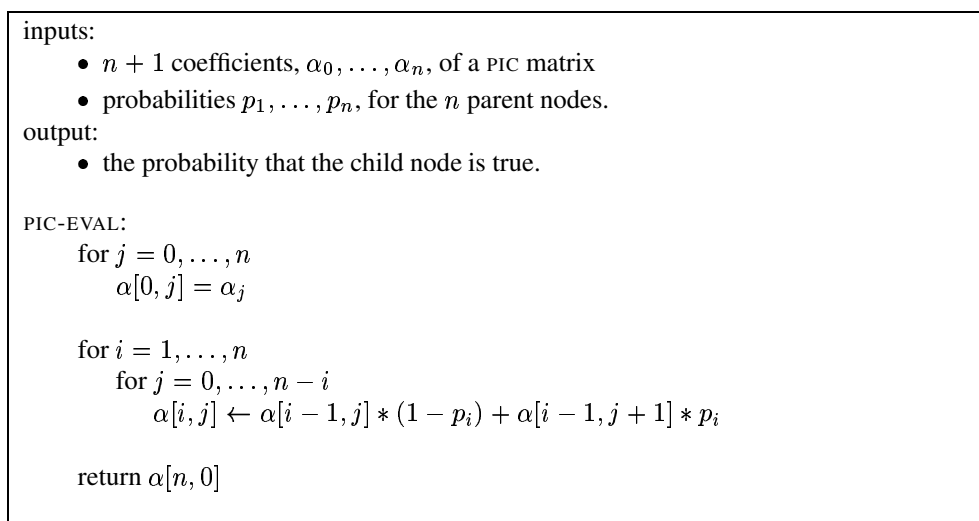 inputs:
• n + 1 coefficients, α₀, . . . , αₙ, of a PIC matrix
• probabilities p₁, . . . , pₙ, for the n parent nodes.
output:
• the probability that the child node is true.
PIC-EVAL:
for j = 0, . . . , n
α[0, j] = αⱼ
for i = 1, . . . , n
for j = 0, . . . , n − i
α[i, j] ← α[i − 1, j] ∗ (1 − pᵢ) + α[i − 1, j + 1] ∗ pᵢ
return α[n, 0]